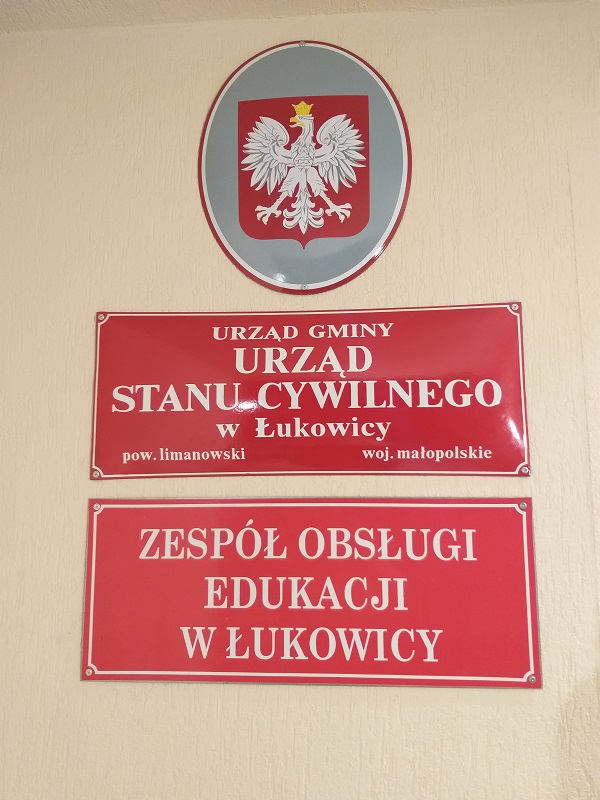 URZĄD GMINY
URZĄD
STANU CYWILNEGO
w Łukowicy
pow. limanowski woj. małopolskie
ZESPÓŁ OBSŁUGI
EDUKACJI
W ŁUKOWICY